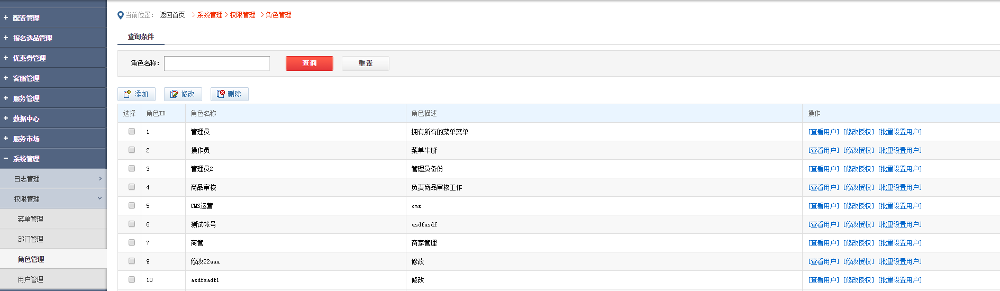 配置管理
报名选品管理
优惠券管理
客服管理
服务管理
数据中心
服务市场
系统管理
日志管理
权限管理
菜单管理
部门管理
角色管理
用户管理
当前位置： 返回首页 >系统管理>权限管理 >角色管理
查询条件
角色名称： 查询 重置
添加 修改 删除
选择 角色ID 角色名称 角色描述 操作
1 管理员 拥有所有的菜单菜单 [查看用户] [修改授权] [批量设置用户]
2 操作员 菜单牛掰 [查看用户] [修改授权] [批量设置用户]
3 管理员2 管理员备份 [查看用户] [修改授权] [批量设置用户]
4 商品审核 负责商品审核工作 [查看用户] [修改授权] [批量设置用户]
5 CMS运营 cms [查看用户] [修改授权] [批量设置用户]
6 测试帐号 asdfasdf [查看用户] [修改授权] [批量设置用户]
7 商管 商家管理 [查看用户] [修改授权] [批量设置用户]
9 修改22aaa 修改 [查看用户] [修改授权] [批量设置用户]
10 asdfsadf1 修改 [查看用户] [修改授权] [批量设置用户]